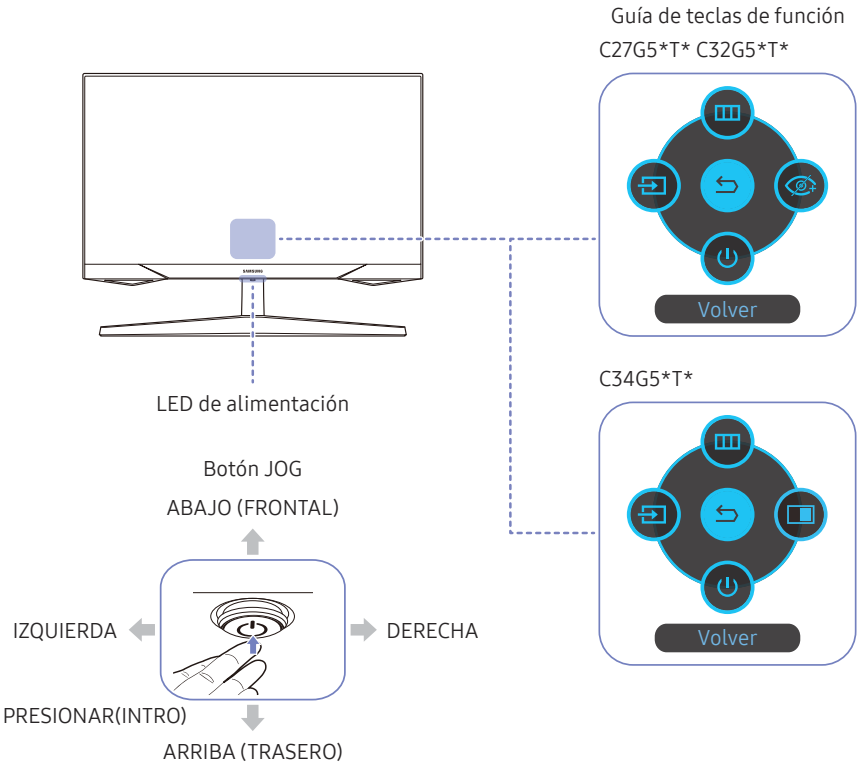 Guía de teclas de función
C27G5*T* C32G5*T*
SAMSUNG
Volver
LED de alimentación
C34G5*T*
Botón JOG
ABAJO (FRONTAL)
IZQUIERDA
DERECHA
Volver
PRESIONAR(INTRO)
ARRIBA (TRASERO)